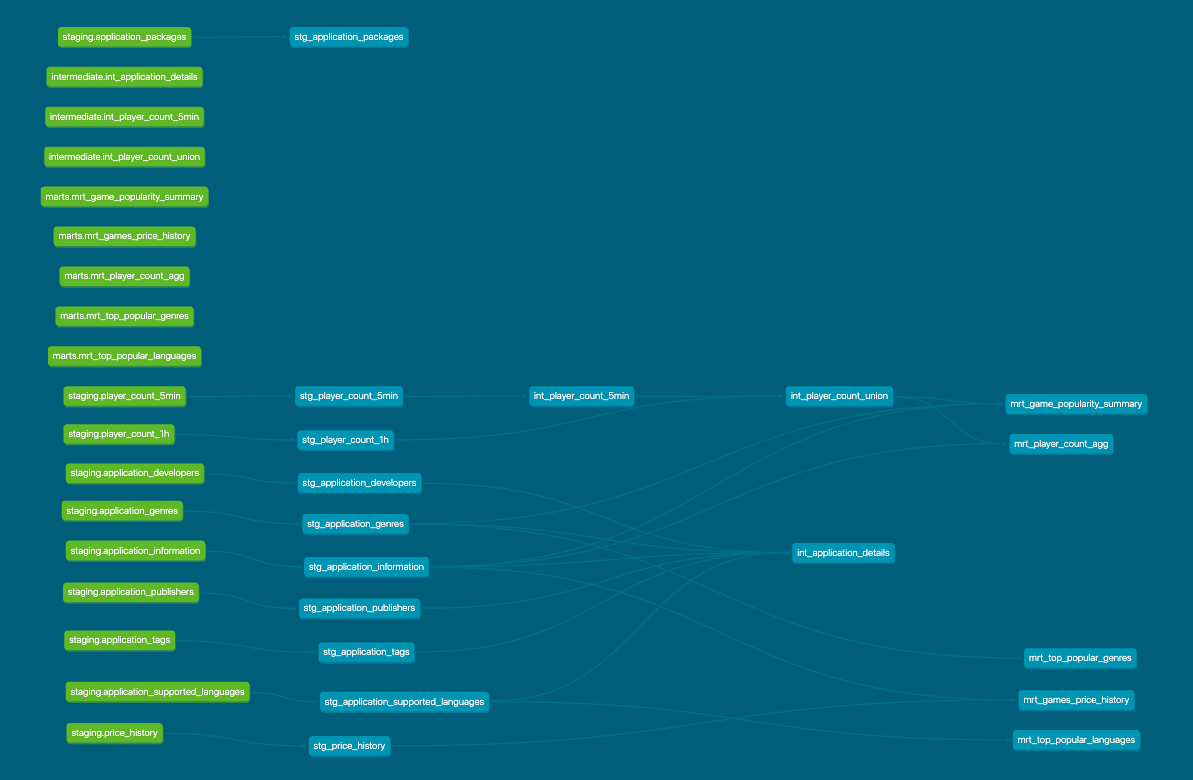 staging.application_packages
stg_application_packages
intermediate.int_application_details
intermediate.int_player_count_5min
intermediate.int_player_count_union
marts.mrt_game_popularity_summary
marts.mrt_games_price_history
marts.mrt_player_count_agg
marts.mrt_top_popular_genres
marts.mrt_top_popular_languages
staging.player_count_5min
stg_player_count_5min
int_player_count_5min
int_player_count_union
mrt_game_popularity_summary
staging.player_count_1h
stg_player_count_1h
mrt_player_count_agg
staging.application_developers
stg_application_developers
staging.application_genres
stg_application_genres
staging.application_information
stg_application_information
int_application_details
staging.application_publishers
stg_application_publishers
staging.application_tags
stg_application_tags
mrt_top_popular_genres
staging.application_supported_languages
stg_application_supported_languages
mrt_games_price_history
staging.price_history
stg_price_history
mrt_top_popular_languages